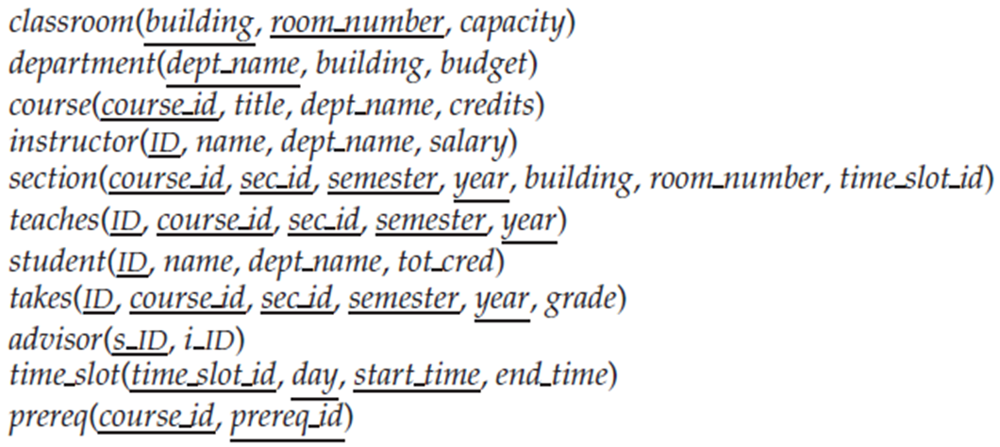 classroom(building, room_number, capacity)
department(dept_name, building, budget)
course(course_id, title, dept_name, credits)
instructor(ID, name, dept_name, salary)
section(course_id, sec_id, semester, year, building, room_number, time_slot_id)
teaches(ID, course_id, sec_id, semester, year)
student(ID, name, dept_name, tot_cred)
takes(ID, course_id, sec_id, semester, year, grade)
advisor(s_ID, i_ID)
time_slot(time_slot_id, day, start_time, end_time)
prereq(course_id, prereq_id)